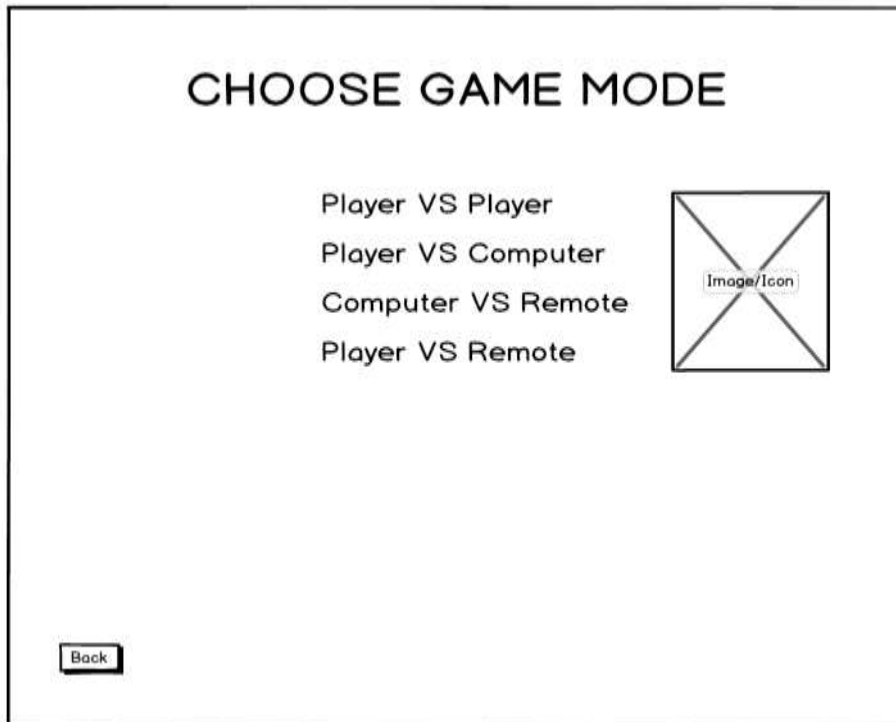 CHOOSE GAME MODE
Player VS Player
Player VS Computer
Computer VS Remote
Player VS Remote
Image/Icon
Back